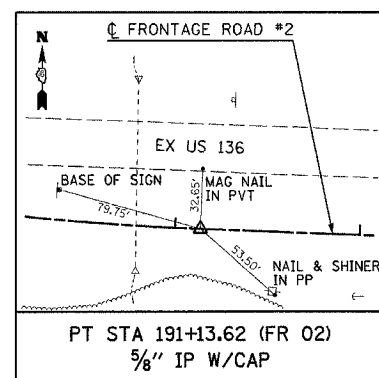 N
℄ FRONTAGE ROAD #2
EX US 136
BASE OF SIGN
MAG NAIL
IN PVT
32.65'
79.75'
53.50'
NAIL & SHINER
IN PP
PT STA 191+13.62 (FR 02)
5/8" IP W/CAP